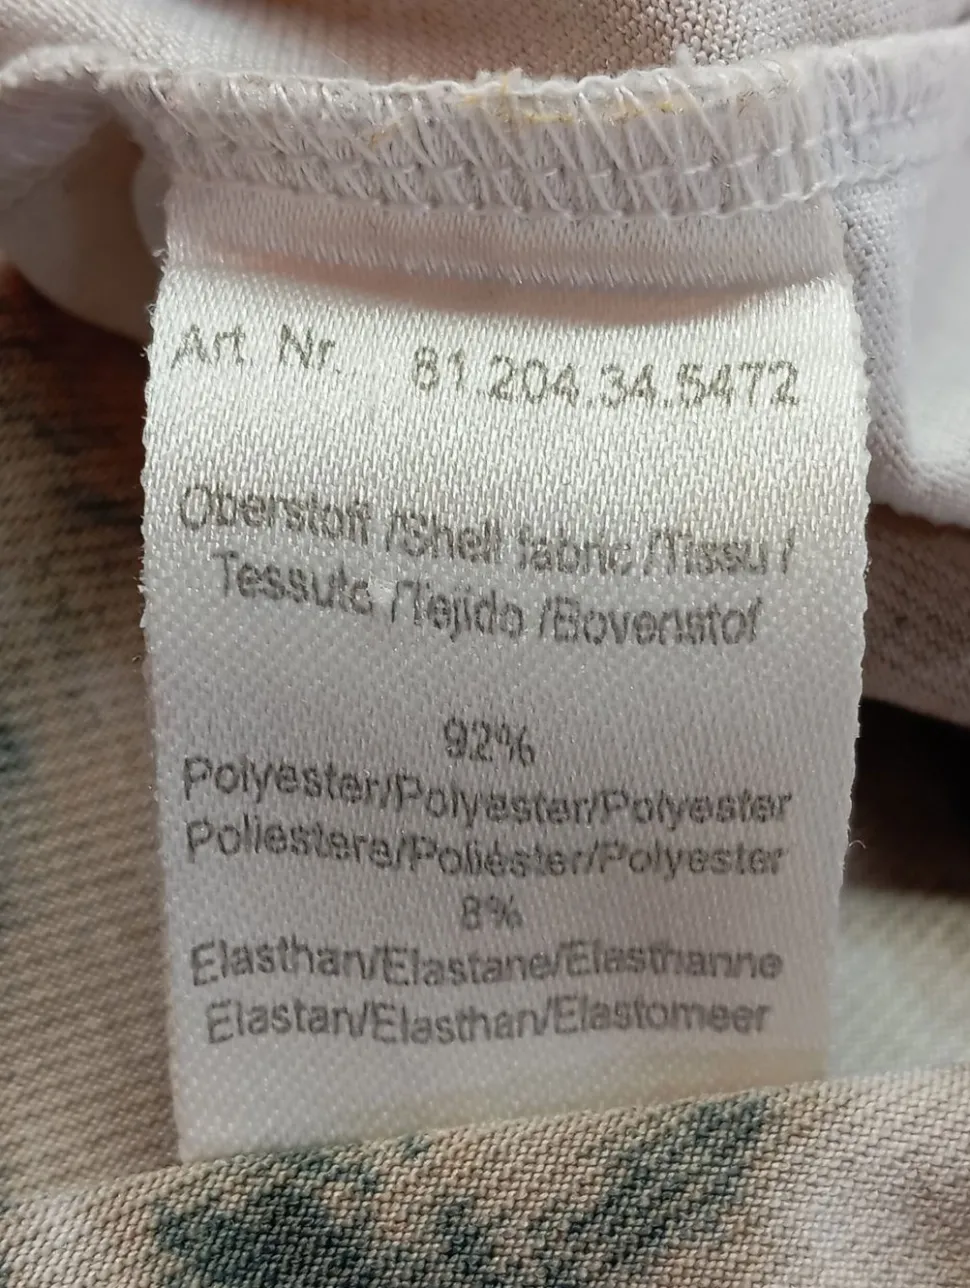 Art. Nr.. 81.204.34.5472
Oberstoff /Shell fabric /Tissu /
Tessuto /Tejido /Bovenstof
92%
Polyester/Polyester/Polyester
Poliestere/Poliéster/Polyester
8%
Elasthan/Elastane/Elasthanne
Elastan/Elasthan/Elastomeer